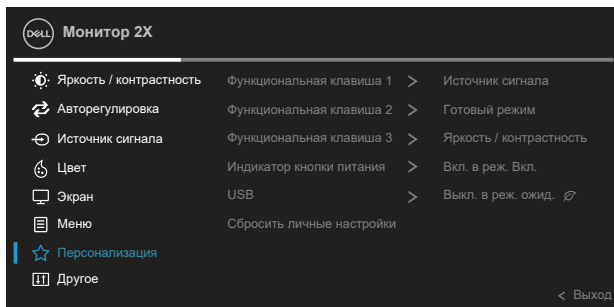 DELL Монитор 2X
Яркость / контрастность Функциональная клавиша 1 > Источник сигнала
Авторегулировка Функциональная клавиша 2 > Готовый режим
Источник сигнала Функциональная клавиша 3 > Яркость / контрастность
Цвет Индикатор кнопки питания > Вкл. в реж. Вкл.
Экран USB > Выкл. в реж. ожид.
Меню Сбросить личные настройки
Персонализация
Другое
< Выход